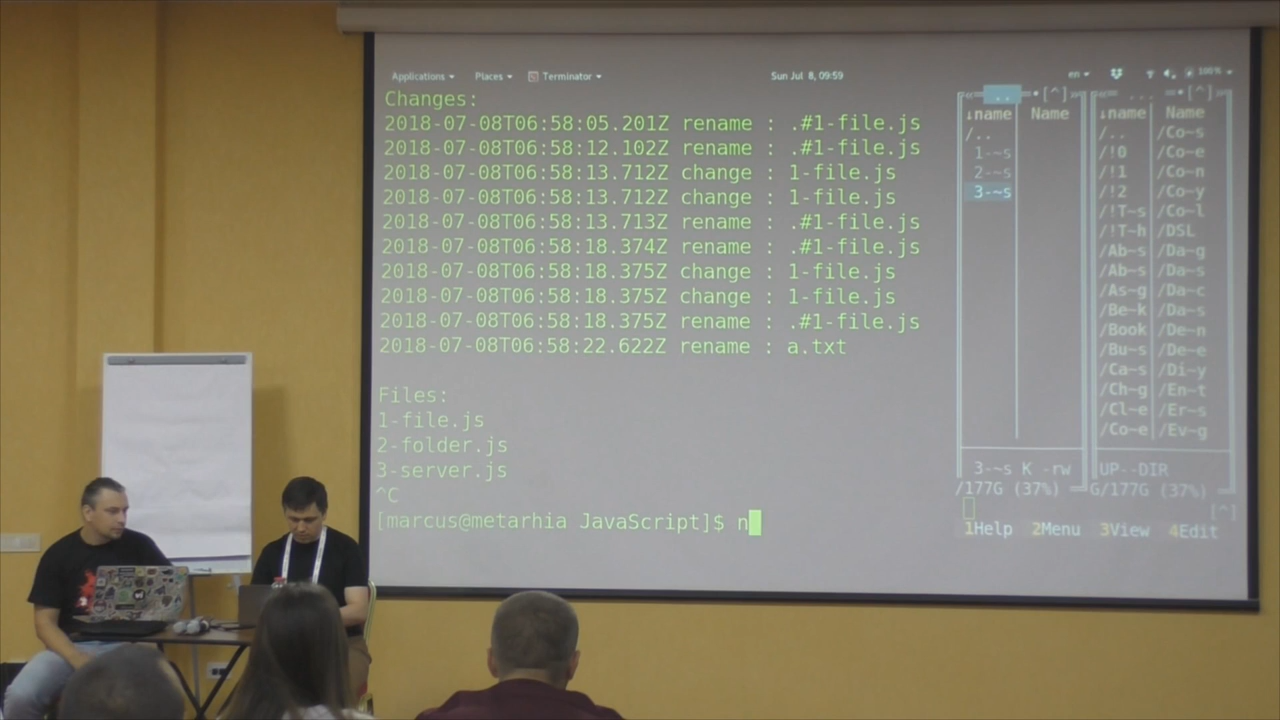 Applications Places Terminator Sun Jul 8, 09:59 en 100%
Changes:
2018-07-08T06:58:05.201Z rename : .#1-file.js
2018-07-08T06:58:12.102Z rename : .#1-file.js
2018-07-08T06:58:13.712Z change : 1-file.js
2018-07-08T06:58:13.712Z change : 1-file.js
2018-07-08T06:58:13.713Z rename : .#1-file.js
2018-07-08T06:58:18.374Z rename : .#1-file.js
2018-07-08T06:58:18.375Z change : 1-file.js
2018-07-08T06:58:18.375Z change : 1-file.js
2018-07-08T06:58:18.375Z rename : .#1-file.js
2018-07-08T06:58:22.622Z rename : a.txt
Files:
1-file.js
2-folder.js
3-server.js
^C
[marcus@metarhia JavaScript]$ n
.. •[^]
↓name Name
/..
1-~s
2-~s
3-~s
3-~s K -rw
/177G (37%)
•[^]
↓name Name
/.. /Co~s
/!0 /Co~e
/!1 /Co~n
/!2 /Co~y
/!T~s /Co~l
/!T~h /DSL
/Ab~s /Da~g
/Ab~s /Da~s
/As~g /Da~c
/Be~k /Da~s
/Book /De~n
/Bu~s /De~e
/Ca~s /Di~y
/Ch~g /En~t
/Cl~e /Er~s
/Co~e /Ev~g
UP--DIR
G/177G (37%)
[^]
1Help 2Menu 3View 4Edit